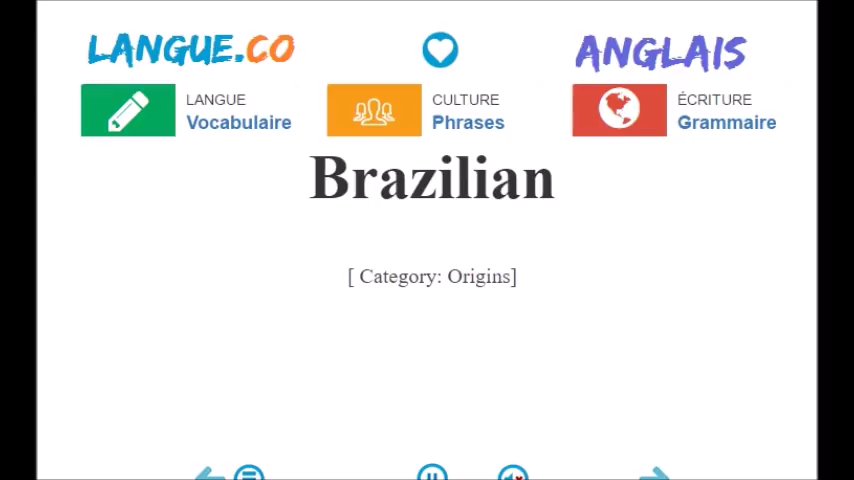 LANGUE.CO
ANGLAIS
LANGUE
Vocabulaire
CULTURE
Phrases
ÉCRITURE
Grammaire
Brazilian
[ Category: Origins]